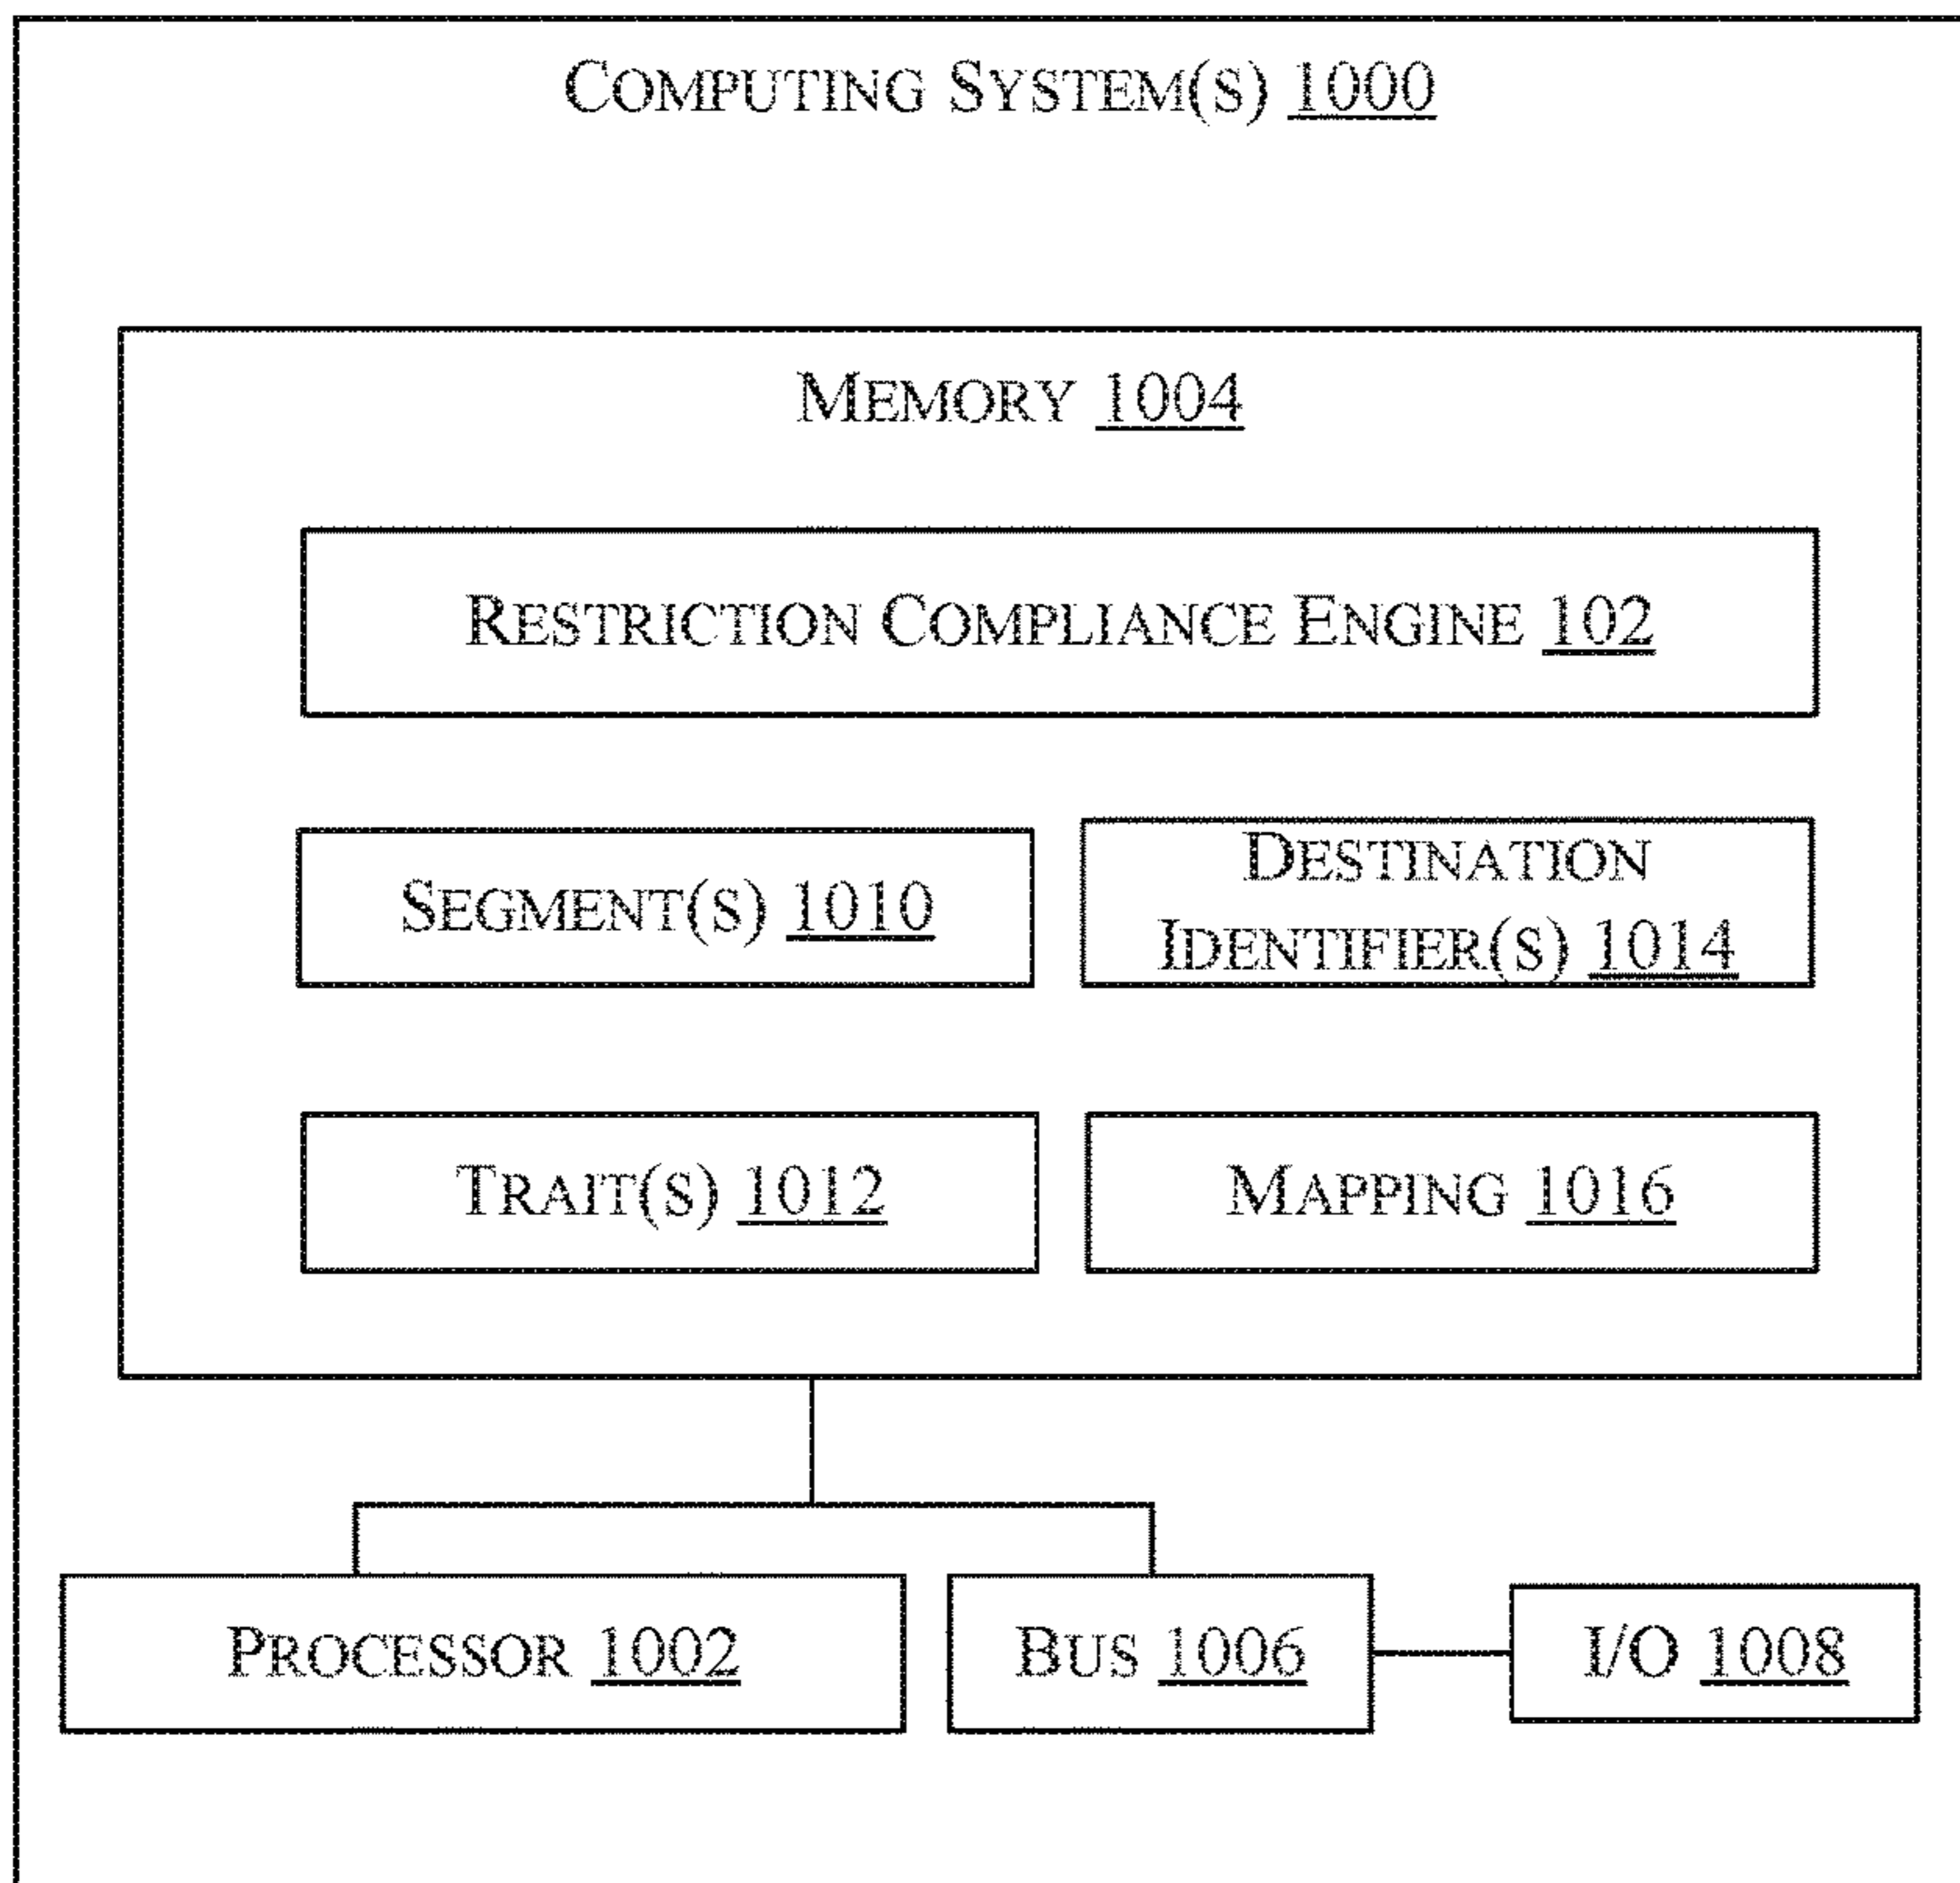 COMPUTING SYSTEM(S) 1000
MEMORY 1004
RESTRICTION COMPLIANCE ENGINE 102
SEGMENT(S) 1010
DESTINATION
IDENTIFIER(S) 1014
TRAIT(S) 1012
MAPPING 1016
PROCESSOR 1002
BUS 1006
I/O 1008